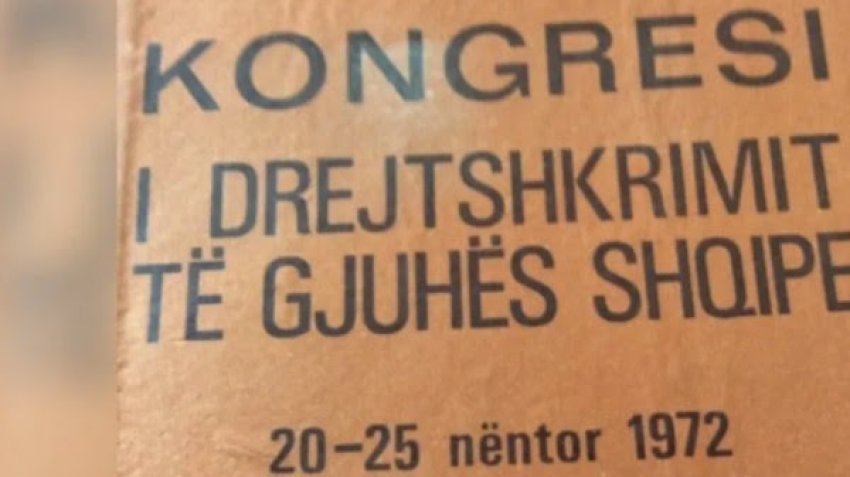 KONGRESI
I DREJTSHKRIMIT
TË GJUHËS SHQIPE
20-25 nëntor 1972